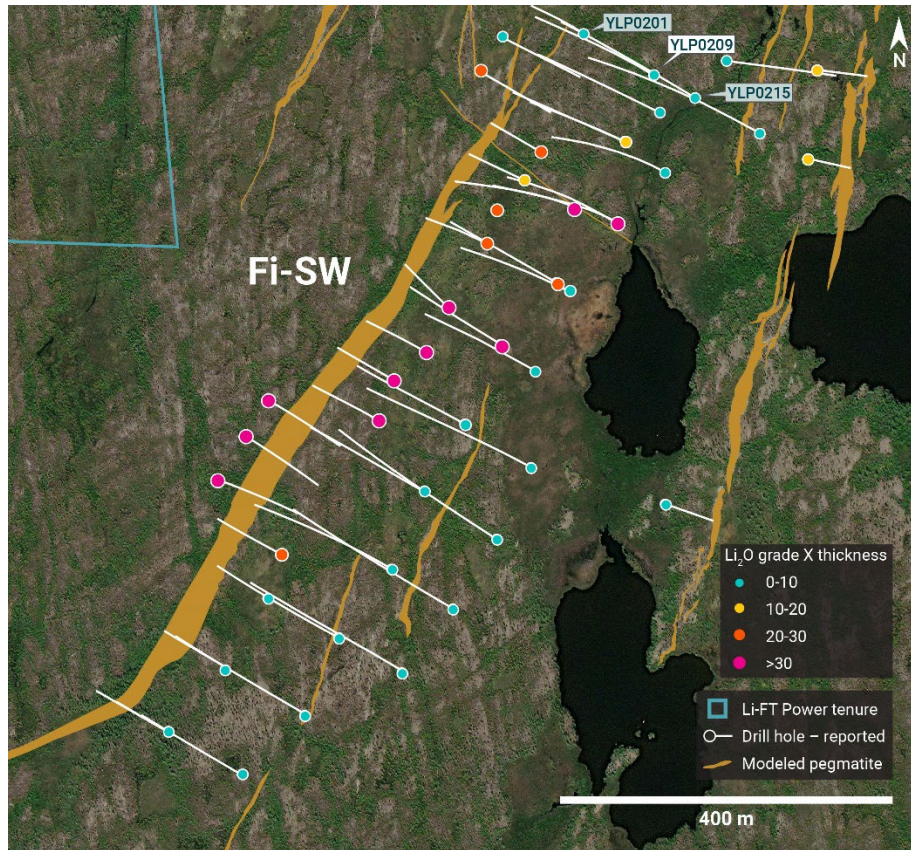 YLP0201
YLP0209
YLP0215
N
Fi-SW
Li₂O grade X thickness
0-10
10-20
20-30
>30
Li-FT Power tenure
Drill hole – reported
Modeled pegmatite
400 m